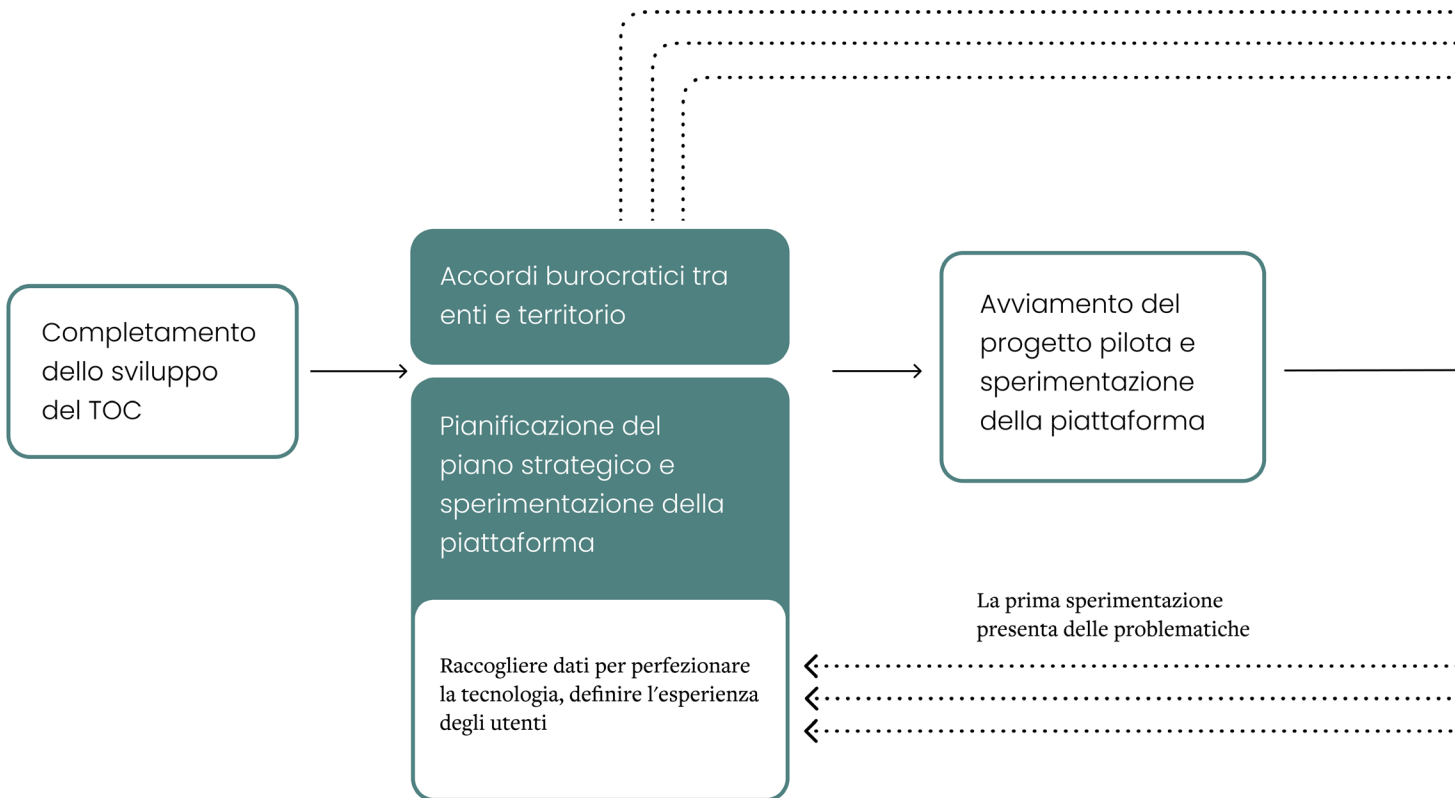 Completamento
dello sviluppo
del TOC
Accordi burocratici tra
enti e territorio
Pianificazione del
piano strategico e
sperimentazione della
piattaforma
Raccogliere dati per perfezionare
la tecnologia, definire l'esperienza
degli utenti
Avviamento del
progetto pilota e
sperimentazione
della piattaforma
La prima sperimentazione
presenta delle problematiche